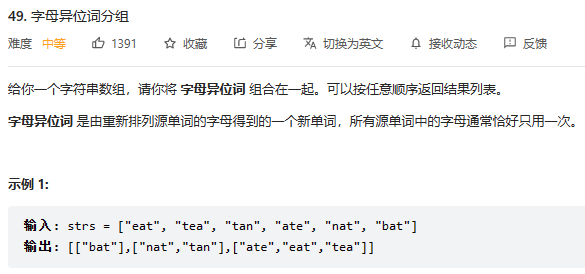 49. 字母异位词分组
难度 中等 1391 收藏 分享 切换为英文 接收动态 反馈
给你一个字符串数组，请你将 字母异位词 组合在一起。可以按任意顺序返回结果列表。
字母异位词 是由重新排列源单词的字母得到的一个新单词，所有源单词中的字母通常恰好只用一次。
示例 1:
输入: strs = ["eat", "tea", "tan", "ate", "nat", "bat"]
输出: [["bat"],["nat","tan"],["ate","eat","tea"]]